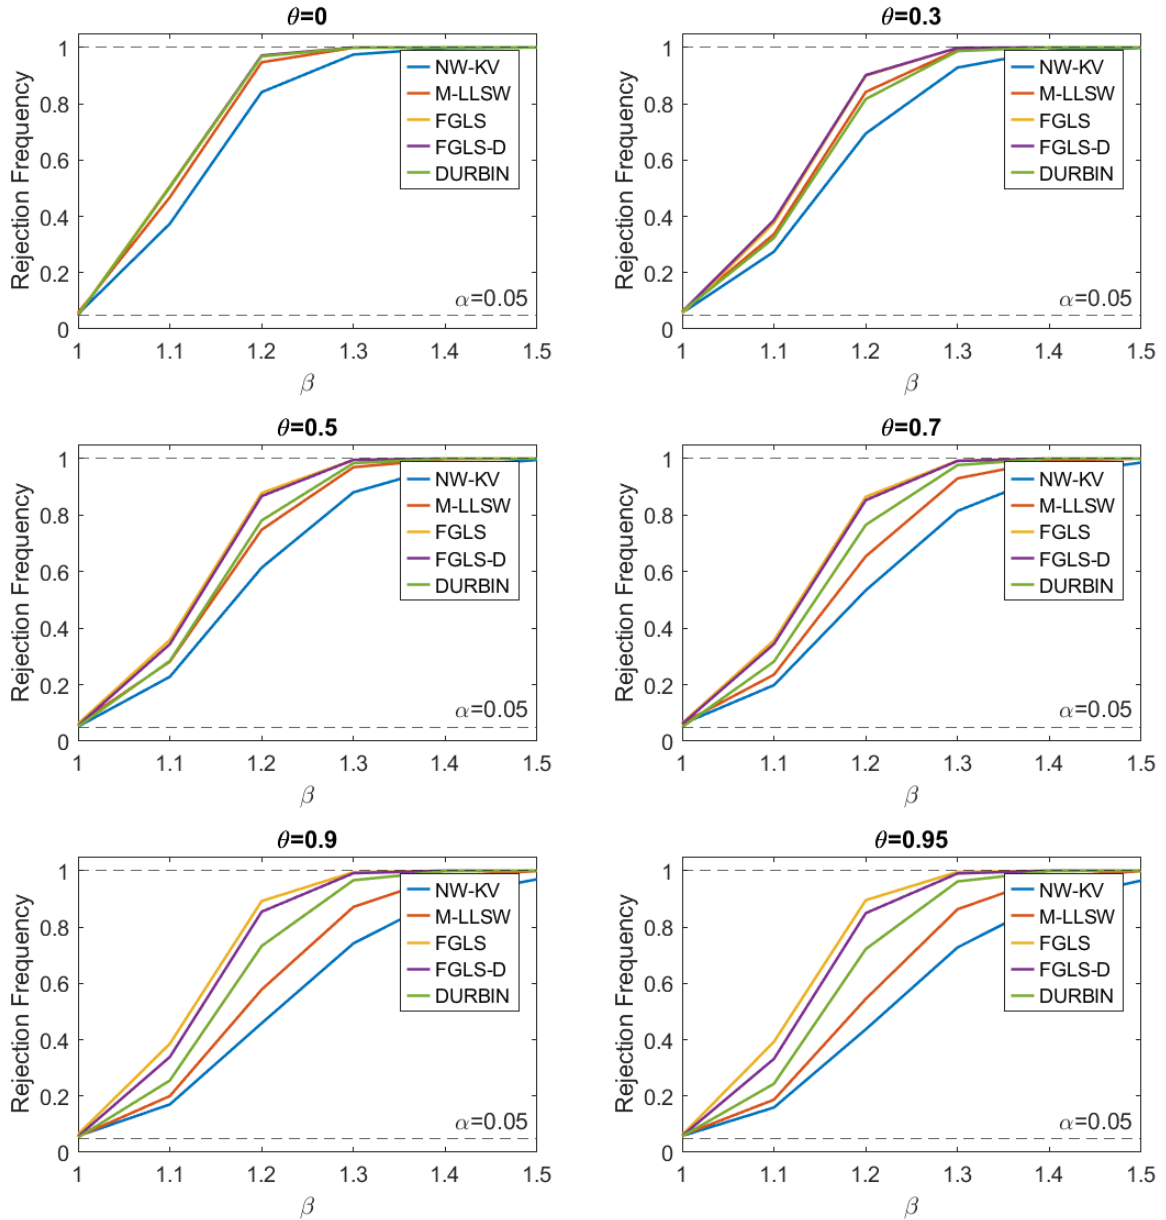 θ=0
Rejection Frequency
1
0.8
0.6
0.4
0.2
0
NW-KV
M-LLSW
FGLS
FGLS-D
DURBIN
α=0.05
1 1.1 1.2 1.3 1.4 1.5
β
θ=0.3
Rejection Frequency
1
0.8
0.6
0.4
0.2
0
NW-KV
M-LLSW
FGLS
FGLS-D
DURBIN
α=0.05
1 1.1 1.2 1.3 1.4 1.5
β
θ=0.5
Rejection Frequency
1
0.8
0.6
0.4
0.2
0
NW-KV
M-LLSW
FGLS
FGLS-D
DURBIN
α=0.05
1 1.1 1.2 1.3 1.4 1.5
β
θ=0.7
Rejection Frequency
1
0.8
0.6
0.4
0.2
0
NW-KV
M-LLSW
FGLS
FGLS-D
DURBIN
α=0.05
1 1.1 1.2 1.3 1.4 1.5
β
θ=0.9
Rejection Frequency
1
0.8
0.6
0.4
0.2
0
NW-KV
M-LLSW
FGLS
FGLS-D
DURBIN
α=0.05
1 1.1 1.2 1.3 1.4 1.5
β
θ=0.95
Rejection Frequency
1
0.8
0.6
0.4
0.2
0
NW-KV
M-LLSW
FGLS
FGLS-D
DURBIN
α=0.05
1 1.1 1.2 1.3 1.4 1.5
β